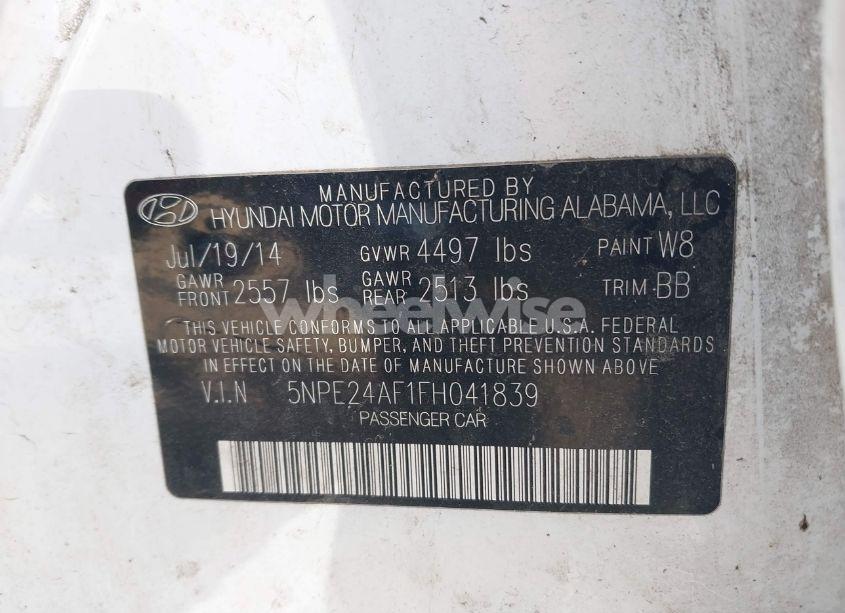 MANUFACTURED BY
HYUNDAI MOTOR MANUFACTURING ALABAMA, LLC
Jul/19/14 GVWR 4497 lbs PAINT W8
GAWR FRONT 2557 lbs GAWR REAR 2513 lbs TRIM BB
wheelwise
THIS VEHICLE CONFORMS TO ALL APPLICABLE U.S.A. FEDERAL
MOTOR VEHICLE SAFETY, BUMPER, AND THEFT PREVENTION STANDARDS
IN EFFECT ON THE DATE OF MANUFACTURE SHOWN ABOVE
V.I.N 5NPE24AF1FH041839
PASSENGER CAR